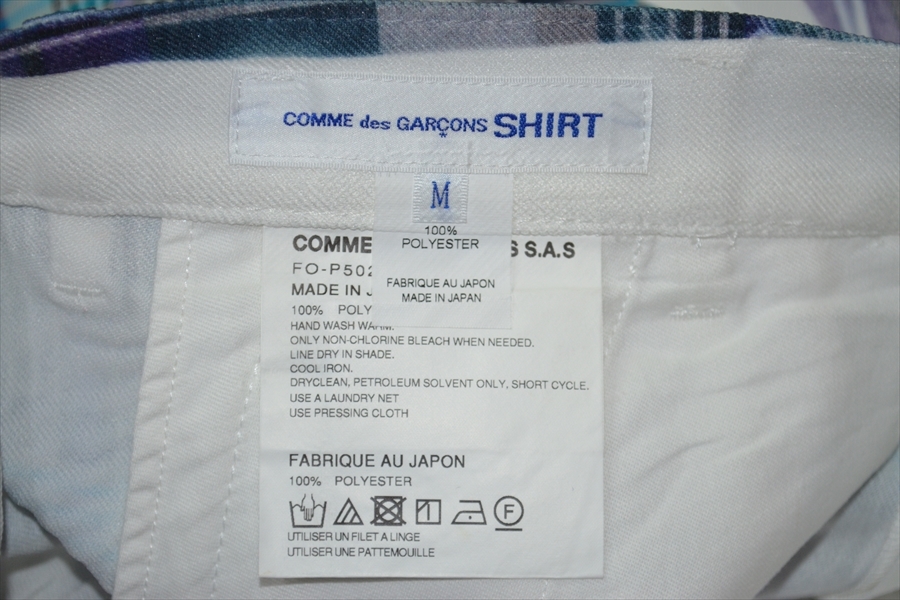 COMME des GARÇONS SHIRT
M
100%
POLYESTER
FABRIQUE AU JAPON
MADE IN JAPAN
COMME S.A.S
FO-P502
MADE IN
100% POLY
HAND WASH WARM.
ONLY NON-CHLORINE BLEACH WHEN NEEDED.
LINE DRY IN SHADE.
COOL IRON.
DRYCLEAN, PETROLEUM SOLVENT ONLY, SHORT CYCLE.
USE A LAUNDRY NET
USE PRESSING CLOTH
FABRIQUE AU JAPON
100% POLYESTER
F
UTILISER UN FILET A LINGE
UTILISER UNE PATTEMOUILLE